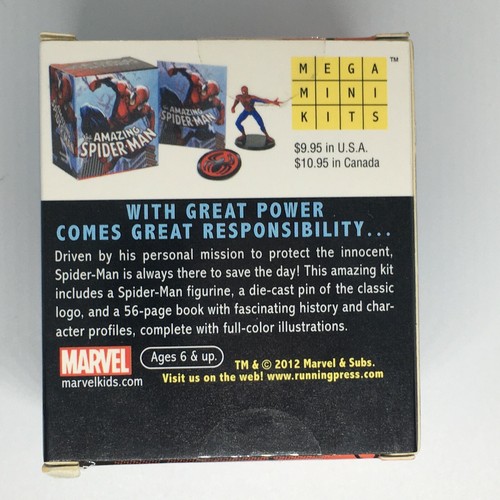 MEGA
MINI
KITS
TM
THE AMAZING
SPIDER-MAN
AMAZING
SPIDER-MAN
$9.95 in U.S.A.
$10.95 in Canada
WITH GREAT POWER
COMES GREAT RESPONSIBILITY...
Driven by his personal mission to protect the innocent,
Spider-Man is always there to save the day! This amazing kit
includes a Spider-Man figurine, a die-cast pin of the classic
logo, and a 56-page book with fascinating history and char-
acter profiles, complete with full-color illustrations.
MARVEL
marvelkids.com
Ages 6 & up.
TM & © 2012 Marvel & Subs.
Visit us on the web! www.runningpress.com